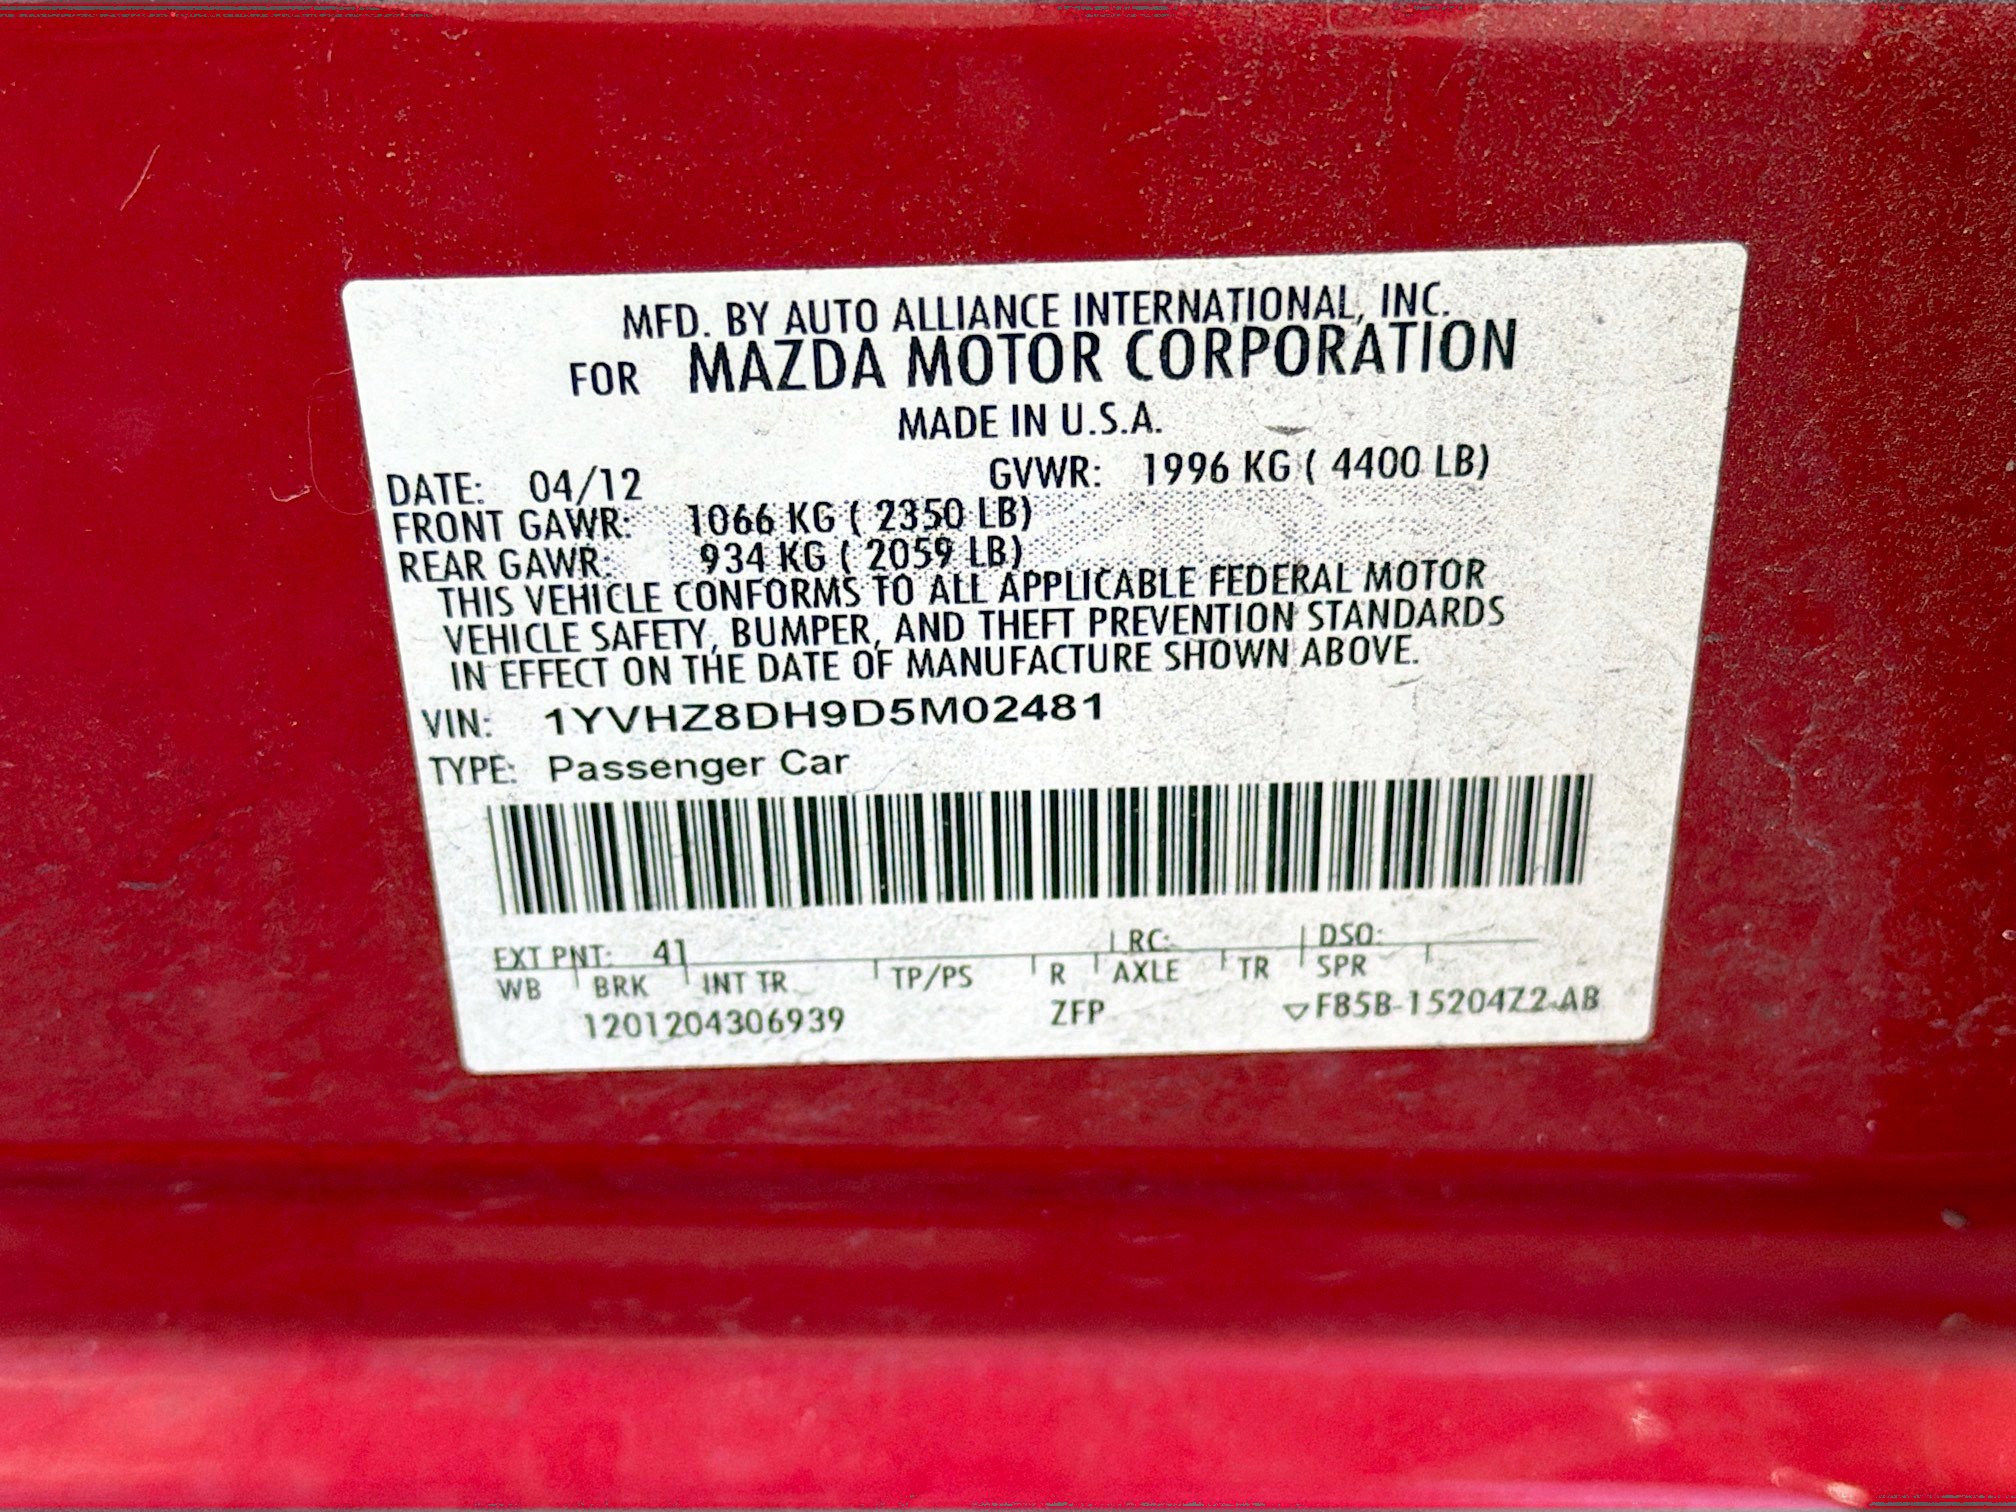 MFD. BY AUTO ALLIANCE INTERNATIONAL, INC.
FOR MAZDA MOTOR CORPORATION
MADE IN U.S.A.
DATE: 04/12 GVWR: 1996 KG ( 4400 LB)
FRONT GAWR: 1066 KG ( 2350 LB)
REAR GAWR: 934 KG ( 2059 LB)
THIS VEHICLE CONFORMS TO ALL APPLICABLE FEDERAL MOTOR
VEHICLE SAFETY, BUMPER, AND THEFT PREVENTION STANDARDS
IN EFFECT ON THE DATE OF MANUFACTURE SHOWN ABOVE.
VIN: 1YVHZ8DH9D5M02481
TYPE: Passenger Car
EXT PNT: 41 RC: DSO:
WB BRK INT TR TP/PS R AXLE TR SPR
1201204306939 ZFP ▽F85B-15204Z2-AB